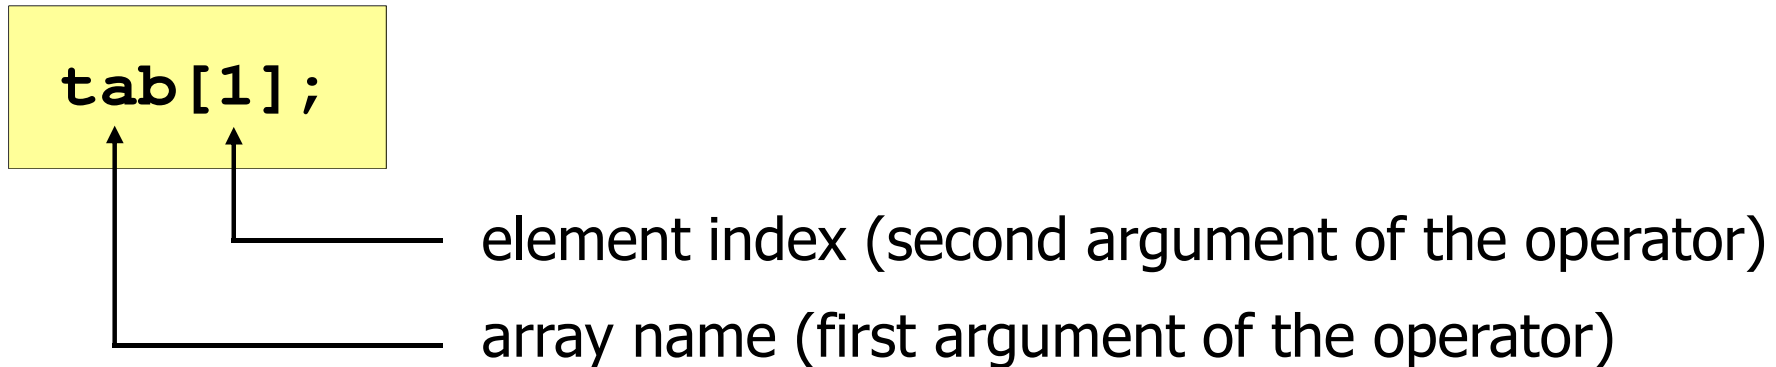 tab[1];
element index (second argument of the operator)
array name (first argument of the operator)